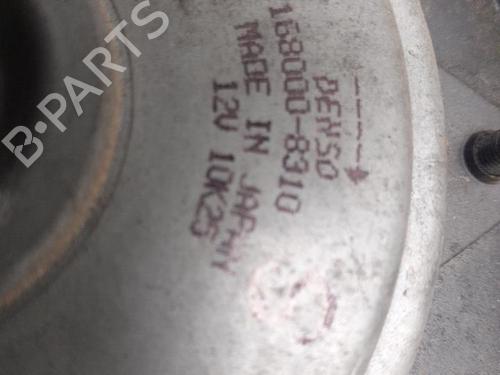 DENSO
168000-8310
MADE IN JAPAN
12V 10K25
B-PARTS